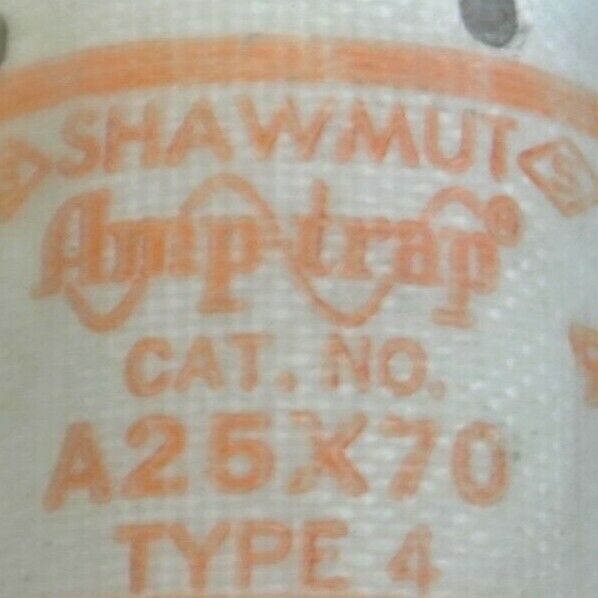 SHAWMUT
Amp-trap®
CAT. NO.
A25X70
TYPE 4